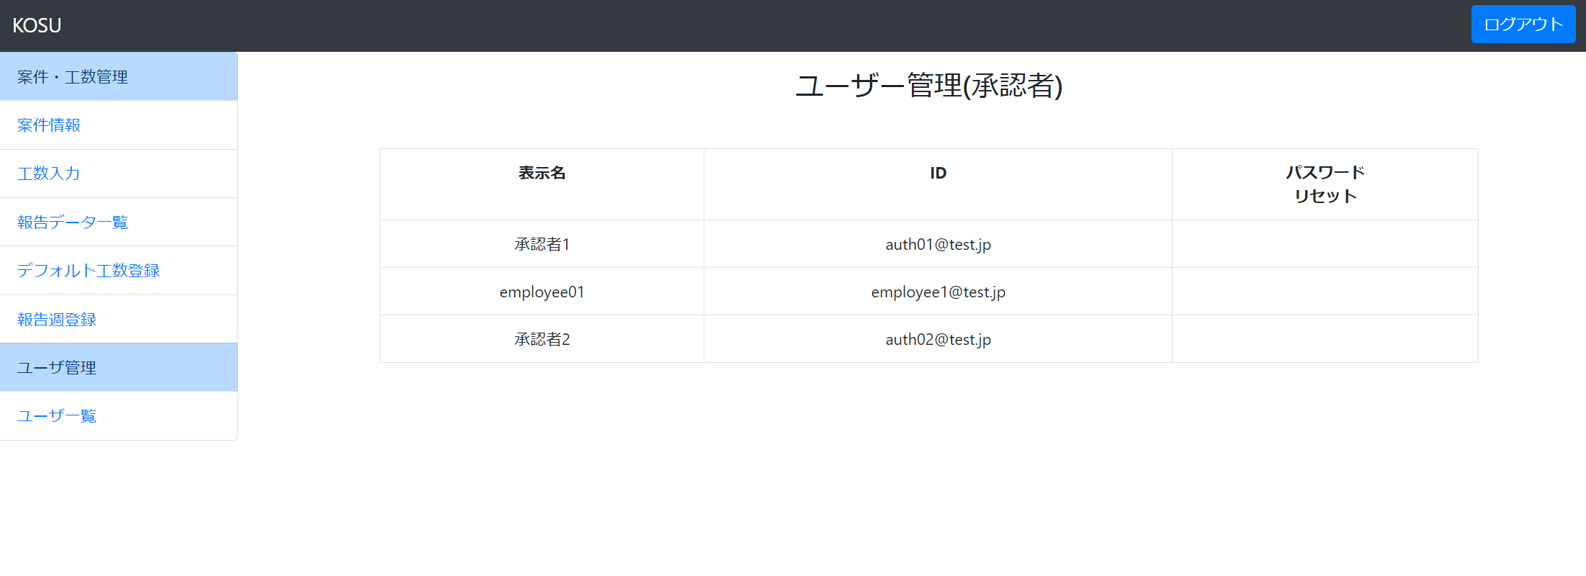 KOSU
ログアウト
案件・工数管理
案件情報
工数入力
報告データ一覧
デフォルト工数登録
報告週登録
ユーザ管理
ユーザ一覧
ユーザー管理(承認者)
表示名 ID パスワード
リセット
承認者1 auth01@test.jp
employee01 employee1@test.jp
承認者2 auth02@test.jp